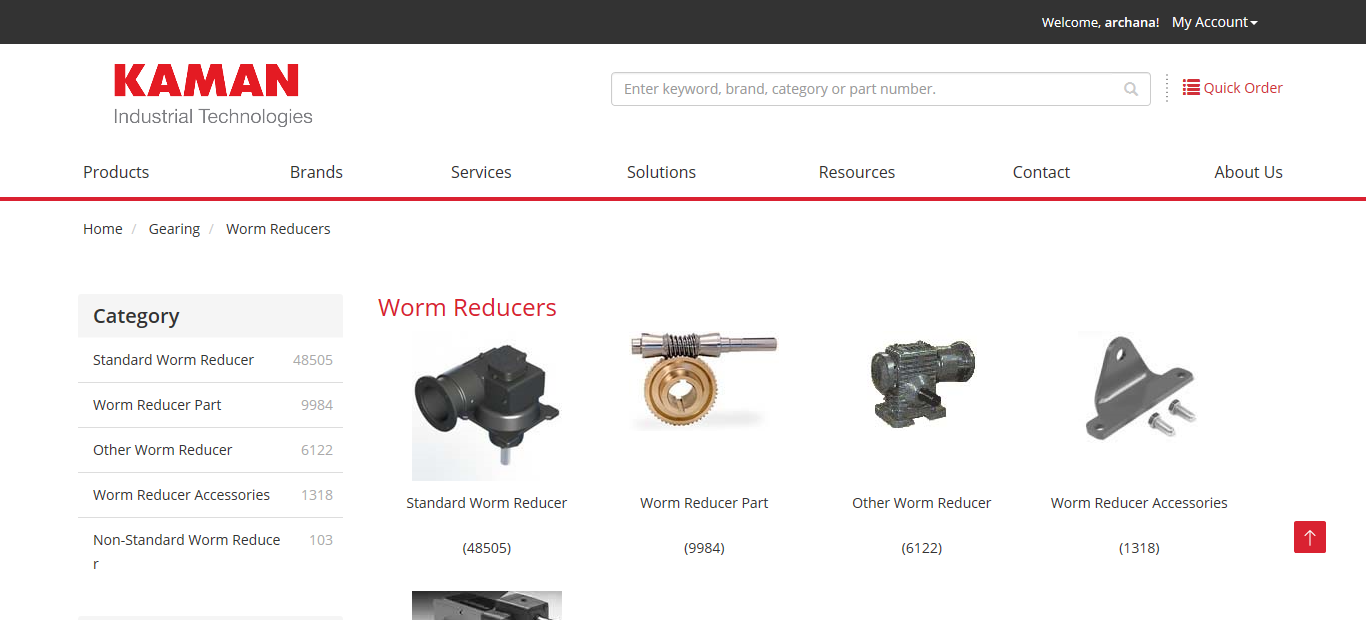 Welcome, archana! My Account
KAMAN
Industrial Technologies
Enter keyword, brand, category or part number.
Quick Order
Products Brands Services Solutions Resources Contact About Us
Home / Gearing / Worm Reducers
Category
Standard Worm Reducer 48505
Worm Reducer Part 9984
Other Worm Reducer 6122
Worm Reducer Accessories 1318
Non-Standard Worm Reduce 103
r
Worm Reducers
Standard Worm Reducer Worm Reducer Part Other Worm Reducer Worm Reducer Accessories
(48505) (9984) (6122) (1318)